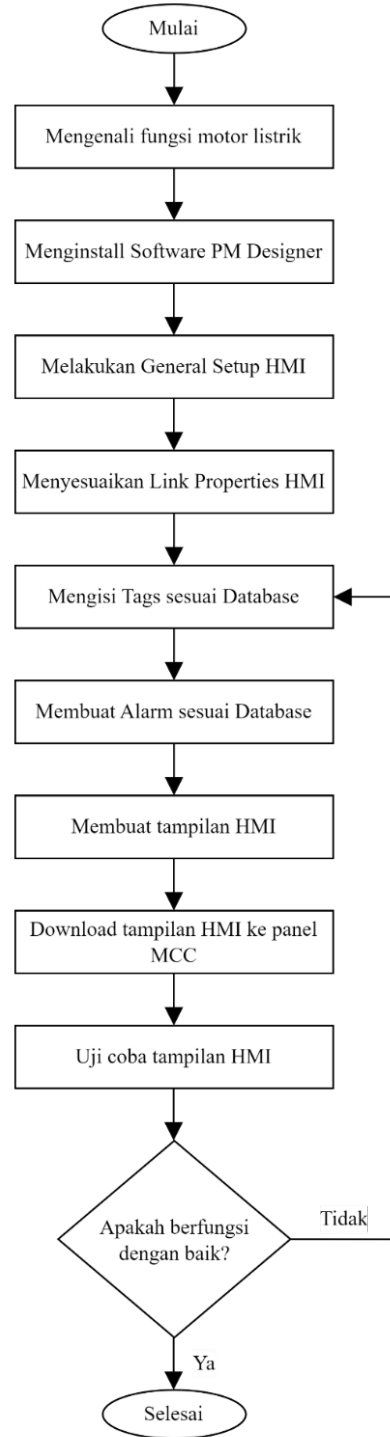 Mulai
Mengenali fungsi motor listrik
Menginstall Software PM Designer
Melakukan General Setup HMI
Menyesuaikan Link Properties HMI
Mengisi Tags sesuai Database
Membuat Alarm sesuai Database
Membuat tampilan HMI
Download tampilan HMI ke panel
MCC
Uji coba tampilan HMI
Apakah berfungsi
dengan baik?
Tidak
Ya
Selesai